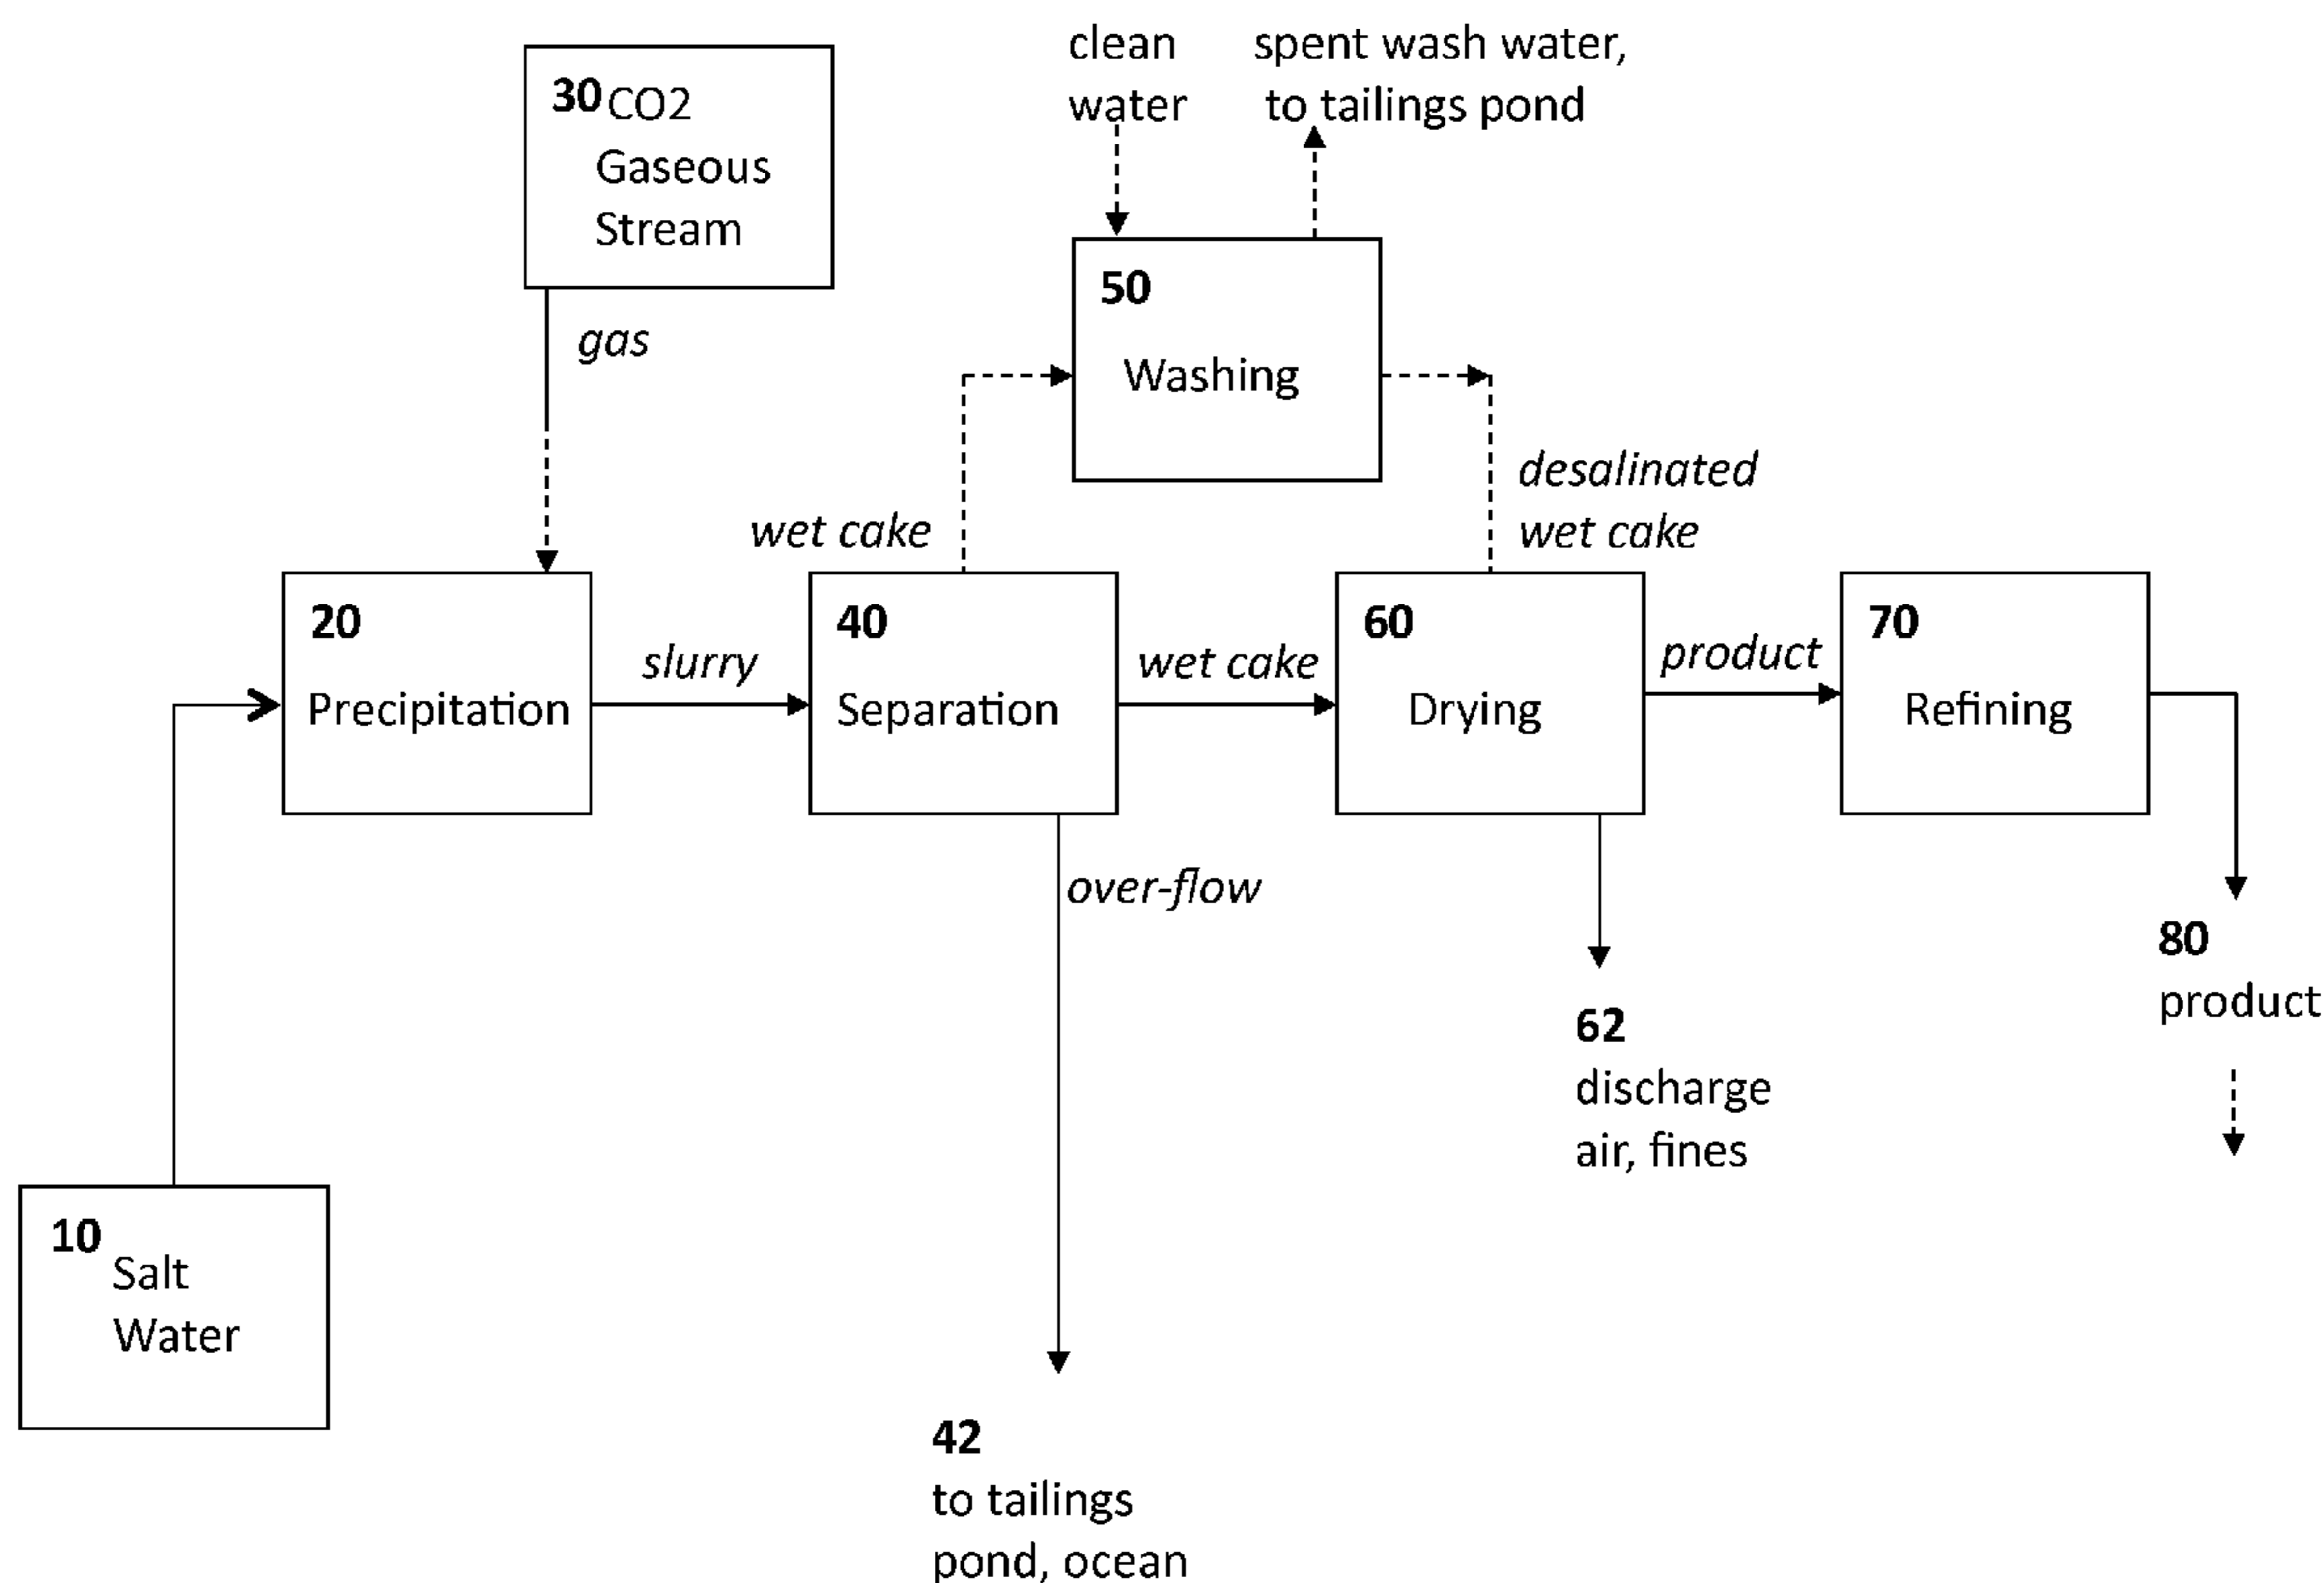 30 CO2
Gaseous
Stream
clean
water
spent wash water,
to tailings pond
gas
50
Washing
wet cake
desalinated
wet cake
20
Precipitation
slurry
40
Separation
wet cake
60
Drying
product
70
Refining
over-flow
80
product
62
discharge
air, fines
10
Salt
Water
42
to tailings
pond, ocean